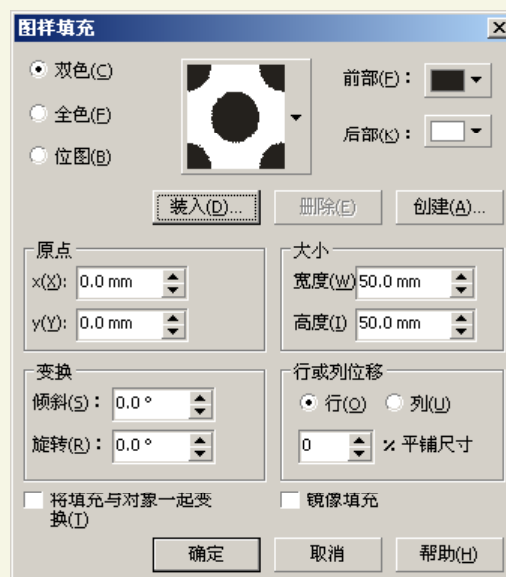 图样填充
双色(C)
全色(F)
位图(B)
前部(F):
后部(K):
装入(D)... 删除(E) 创建(A)...
原点
x(X): 0.0 mm
y(Y): 0.0 mm
大小
宽度(W) 50.0 mm
高度(I) 50.0 mm
变换
倾斜(S): 0.0 °
旋转(R): 0.0 °
行或列位移
行(O) 列(U)
0 % 平铺尺寸
将填充与对象一起变
换(T)
镜像填充
确定 取消 帮助(H)